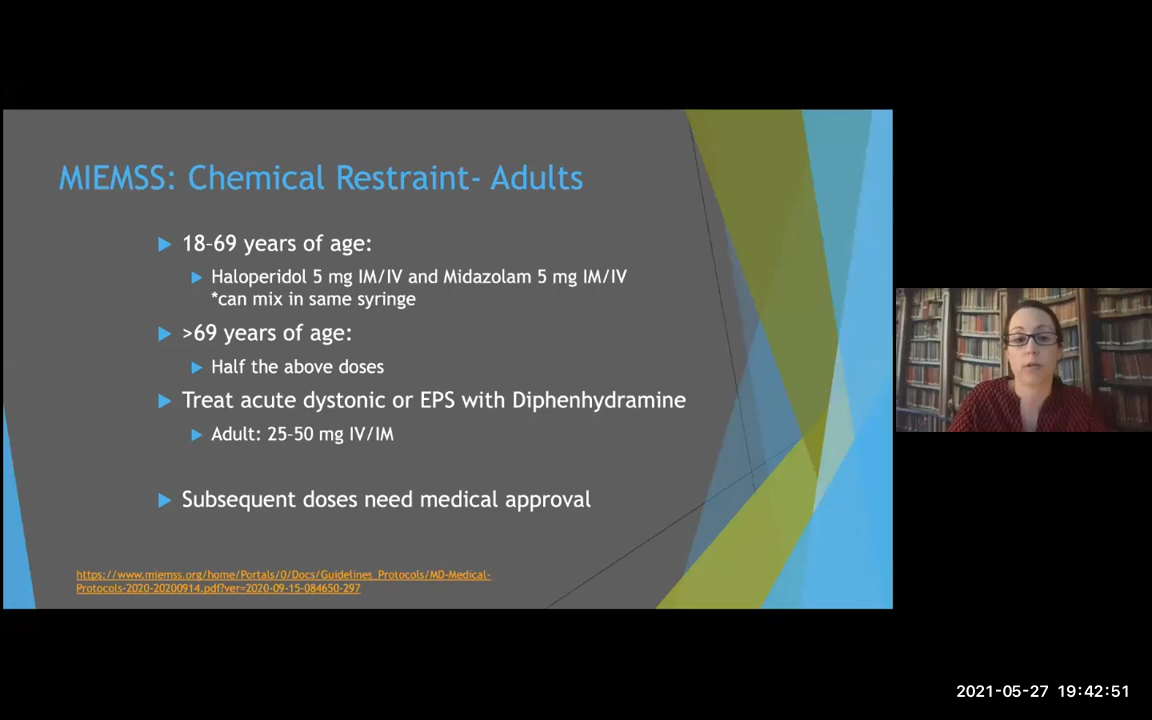 MIEMSS: Chemical Restraint- Adults
18-69 years of age:
Haloperidol 5 mg IM/IV and Midazolam 5 mg IM/IV
*can mix in same syringe
>69 years of age:
Half the above doses
Treat acute dystonic or EPS with Diphenhydramine
Adult: 25-50 mg IV/IM
Subsequent doses need medical approval
https://www.miemss.org/home/Portals/0/Docs/Guidelines_Protocols/MD-Medical-
Protocols-2020-20200914.pdf?ver=2020-09-15-084650-297
2021-05-27 19:42:51